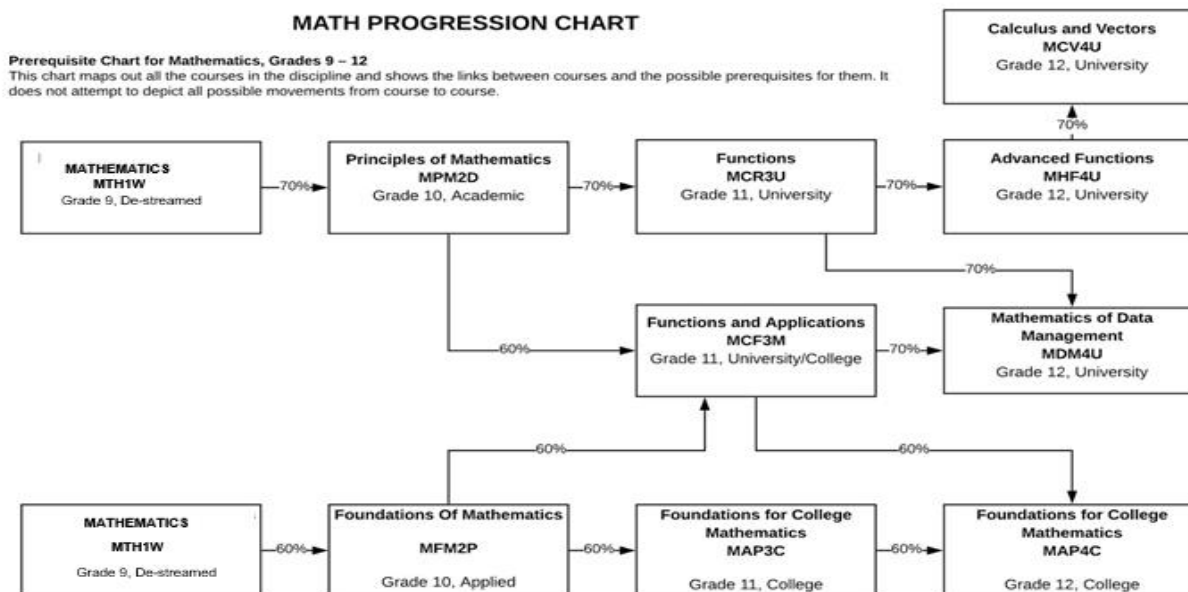 MATH PROGRESSION CHART
Calculus and Vectors
MCV4U
Grade 12, University
Prerequisite Chart for Mathematics, Grades 9 – 12
This chart maps out all the courses in the discipline and shows the links between courses and the possible prerequisites for them. It
does not attempt to depict all possible movements from course to course.
70%
MATHEMATICS
MTH1W
Grade 9, De-streamed
70%
Principles of Mathematics
MPM2D
Grade 10, Academic
70%
Functions
MCR3U
Grade 11, University
70%
Advanced Functions
MHF4U
Grade 12, University
70%
60%
Functions and Applications
MCF3M
Grade 11, University/College
70%
Mathematics of Data
Management
MDM4U
Grade 12, University
60%
60%
MATHEMATICS
MTH1W
Grade 9, De-streamed
60%
Foundations Of Mathematics
MFM2P
Grade 10, Applied
60%
Foundations for College
Mathematics
MAP3C
Grade 11, College
60%
Foundations for College
Mathematics
MAP4C
Grade 12, College